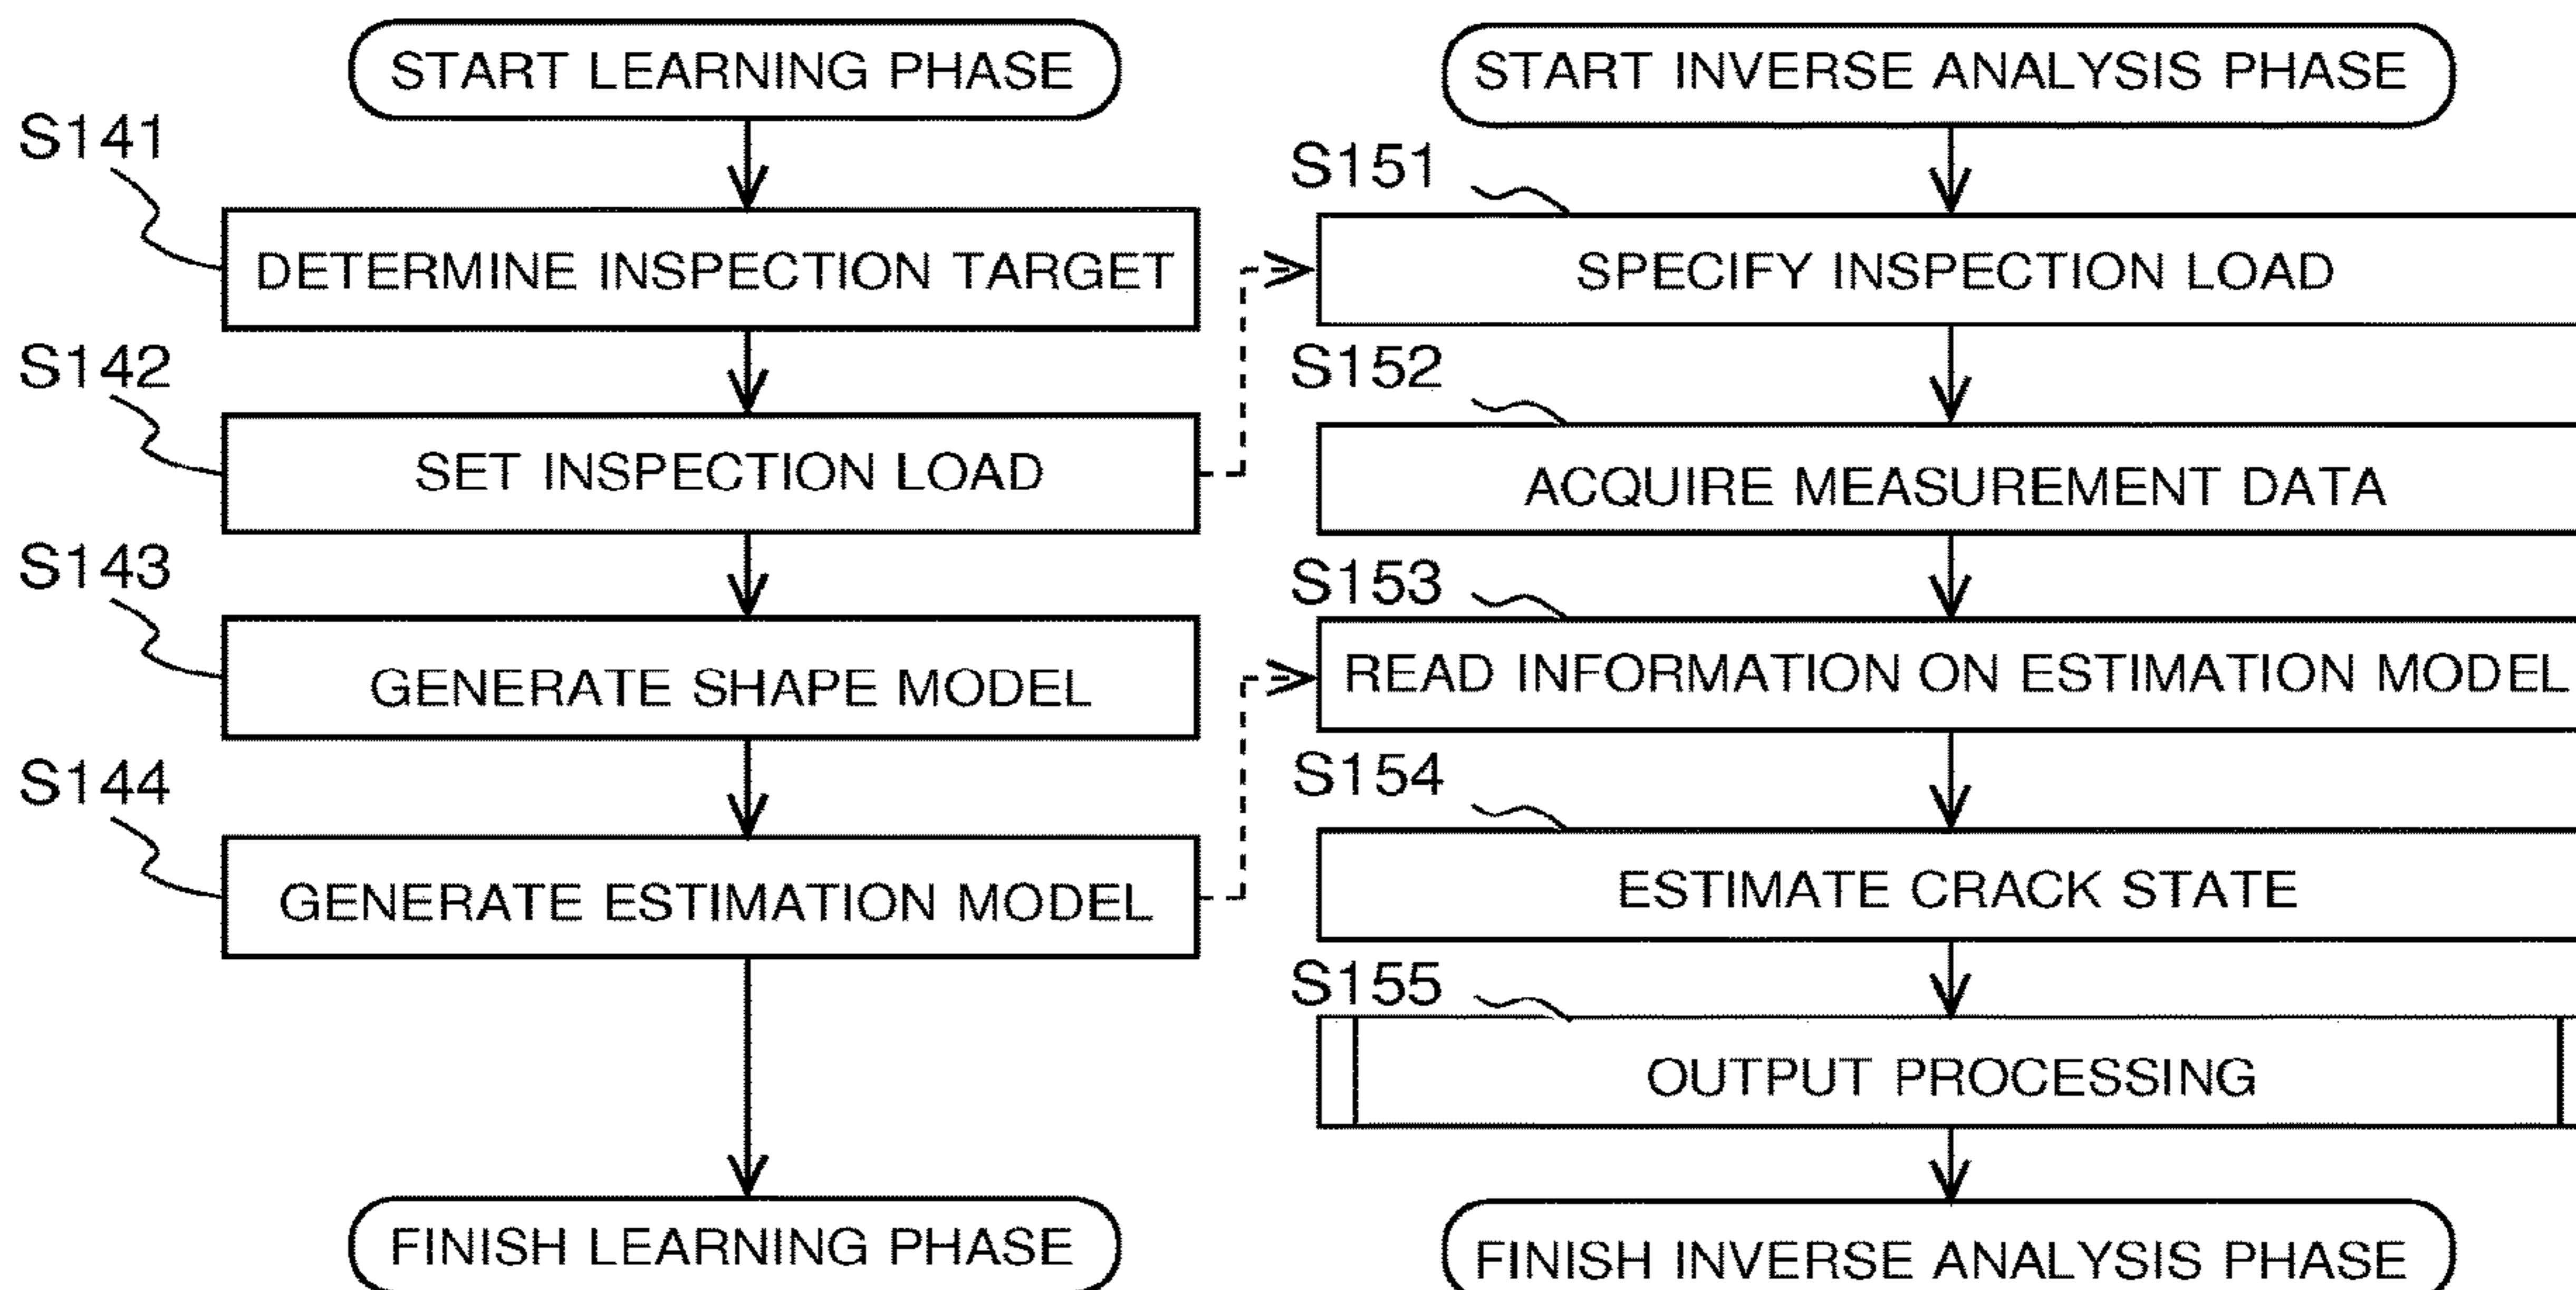 START LEARNING PHASE
S141
DETERMINE INSPECTION TARGET
S142
SET INSPECTION LOAD
S143
GENERATE SHAPE MODEL
S144
GENERATE ESTIMATION MODEL
FINISH LEARNING PHASE
START INVERSE ANALYSIS PHASE
S151
SPECIFY INSPECTION LOAD
S152
ACQUIRE MEASUREMENT DATA
S153
READ INFORMATION ON ESTIMATION MODEL
S154
ESTIMATE CRACK STATE
S155
OUTPUT PROCESSING
FINISH INVERSE ANALYSIS PHASE